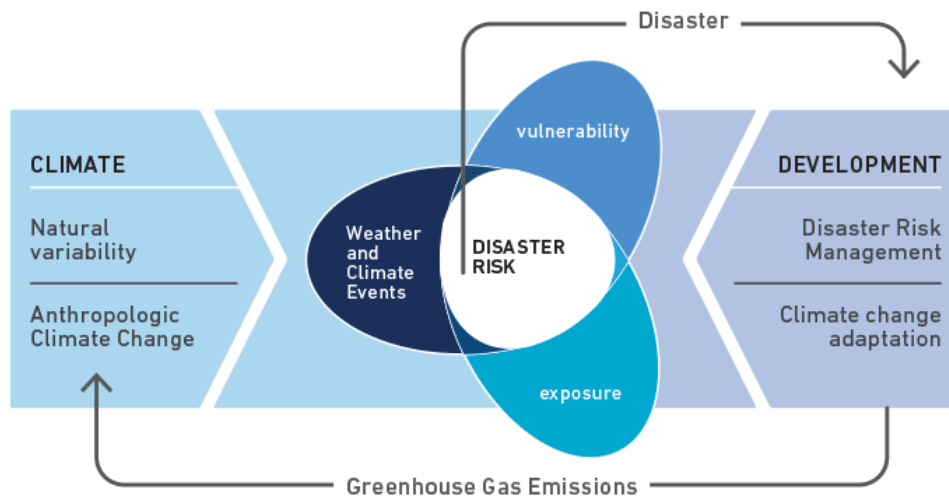 Disaster
CLIMATE
Natural
variability
Anthropologic
Climate Change
Weather
and
Climate
Events
vulnerability
DISASTER
RISK
exposure
DEVELOPMENT
Disaster Risk
Management
Climate change
adaptation
Greenhouse Gas Emissions